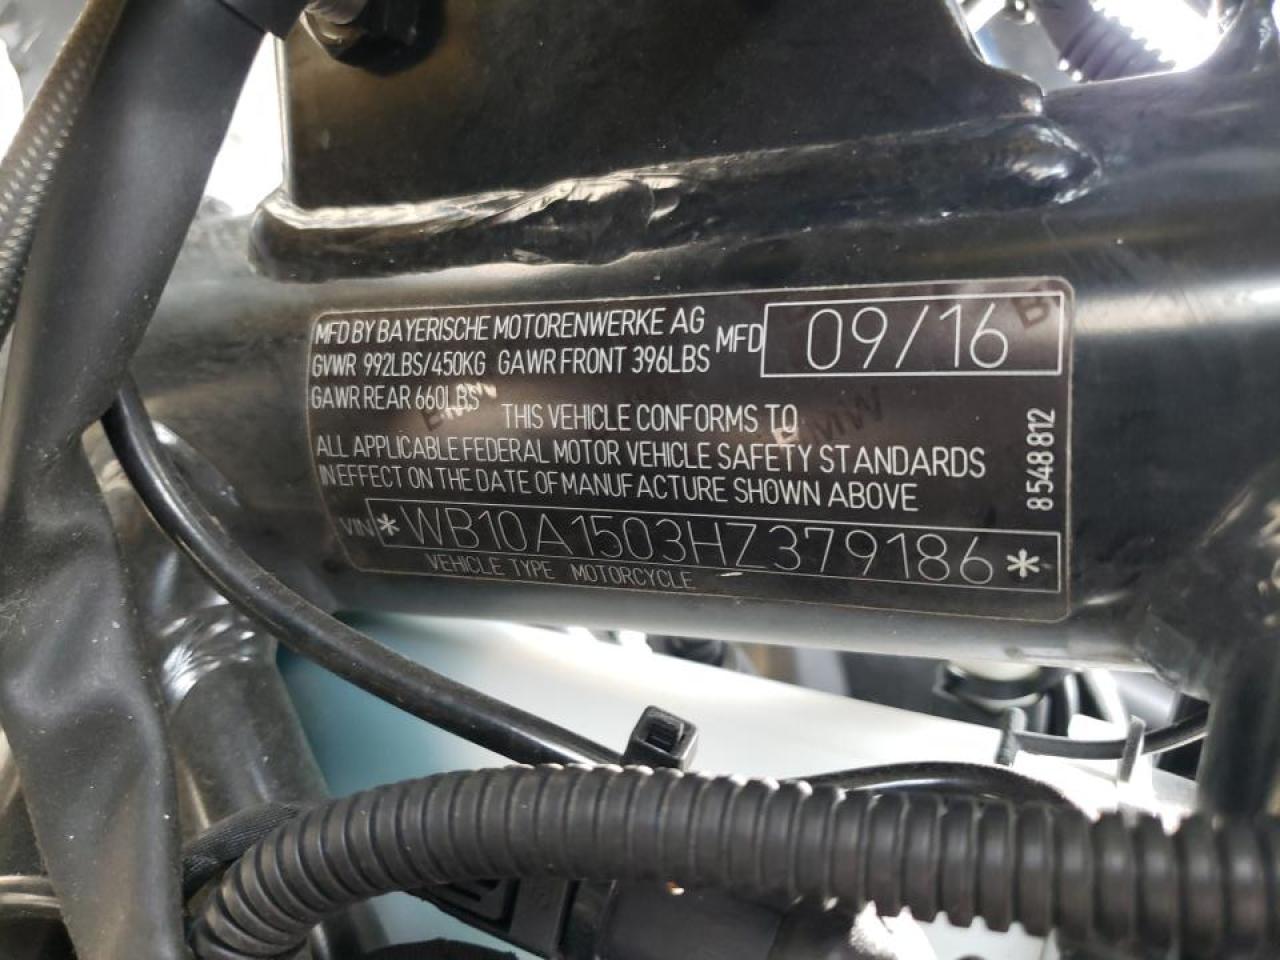 MFD BY BAYERISCHE MOTORENWERKE AG MFD 09/16
GVWR 992LBS/450KG GAWR FRONT 396LBS
GAWR REAR 660LBS
THIS VEHICLE CONFORMS TO
ALL APPLICABLE FEDERAL MOTOR VEHICLE SAFETY STANDARDS
IN EFFECT ON THE DATE OF MANUFACTURE SHOWN ABOVE
VIN *WB10A1503HZ379186*
VEHICLE TYPE MOTORCYCLE
8548812
BMW
BMW